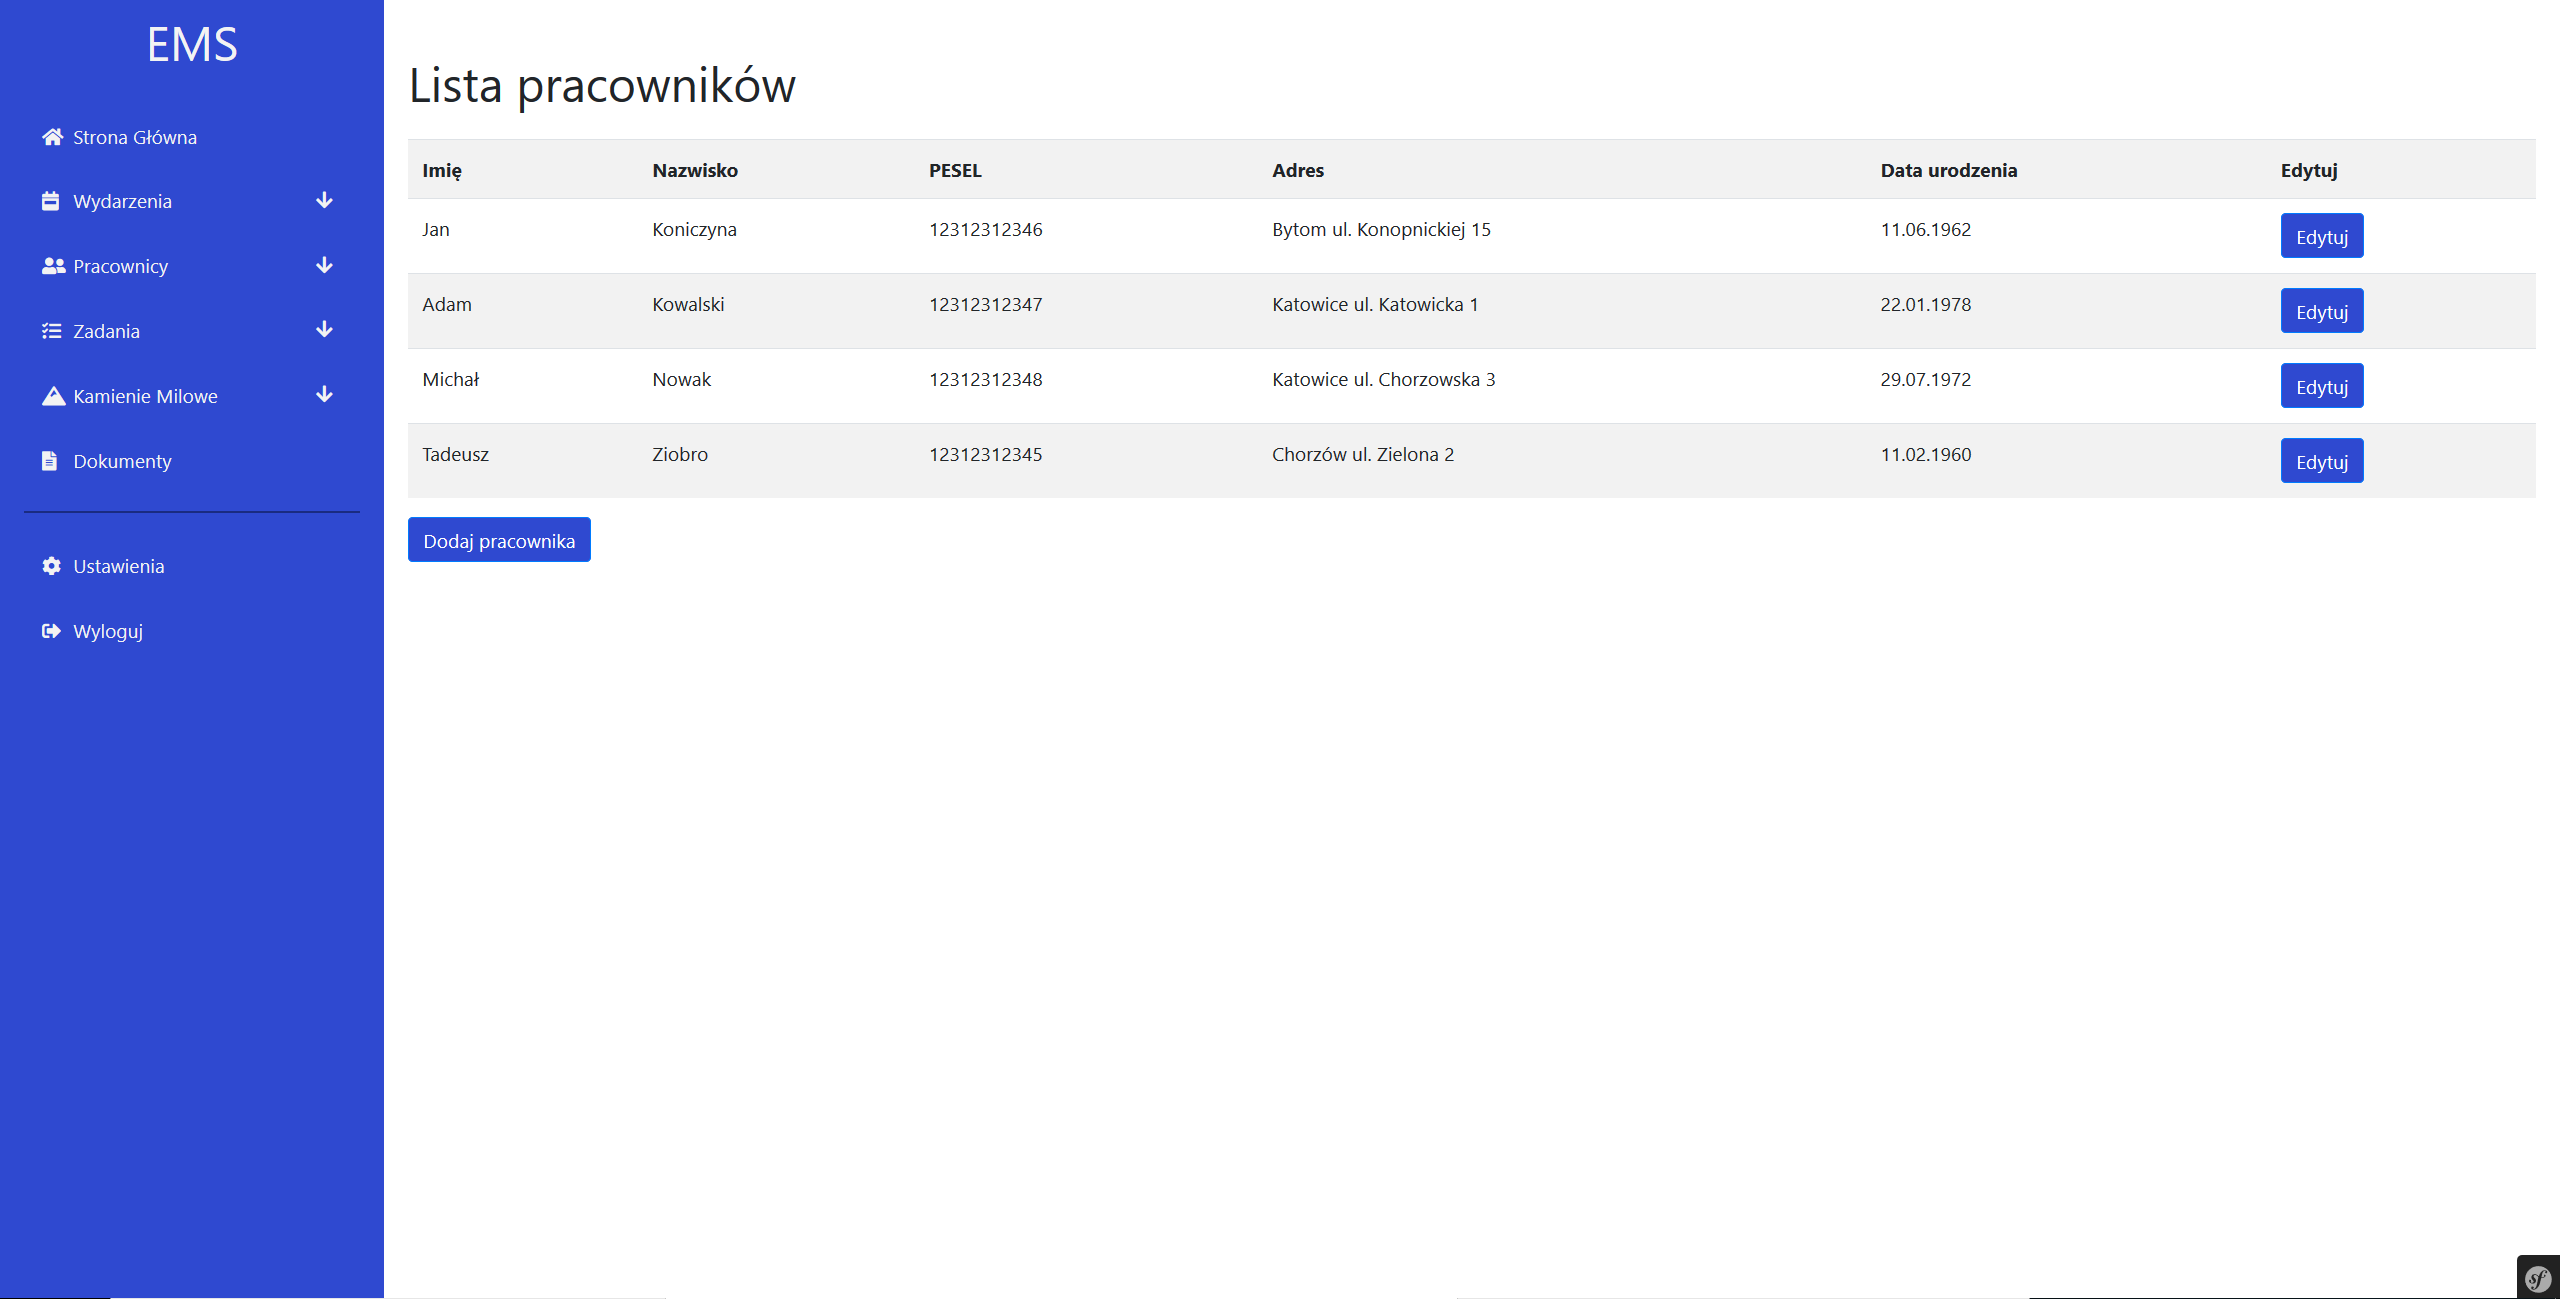 EMS
Strona Główna
Wydarzenia
Pracownicy
Zadania
Kamienie Milowe
Dokumenty
Ustawienia
Wyloguj
Lista pracowników
Imię Nazwisko PESEL Adres Data urodzenia Edytuj
Jan Koniczyna 12312312346 Bytom ul. Konopnickiej 15 11.06.1962 Edytuj
Adam Kowalski 12312312347 Katowice ul. Katowicka 1 22.01.1978 Edytuj
Michał Nowak 12312312348 Katowice ul. Chorzowska 3 29.07.1972 Edytuj
Tadeusz Ziobro 12312312345 Chorzów ul. Zielona 2 11.02.1960 Edytuj
Dodaj pracownika
sf